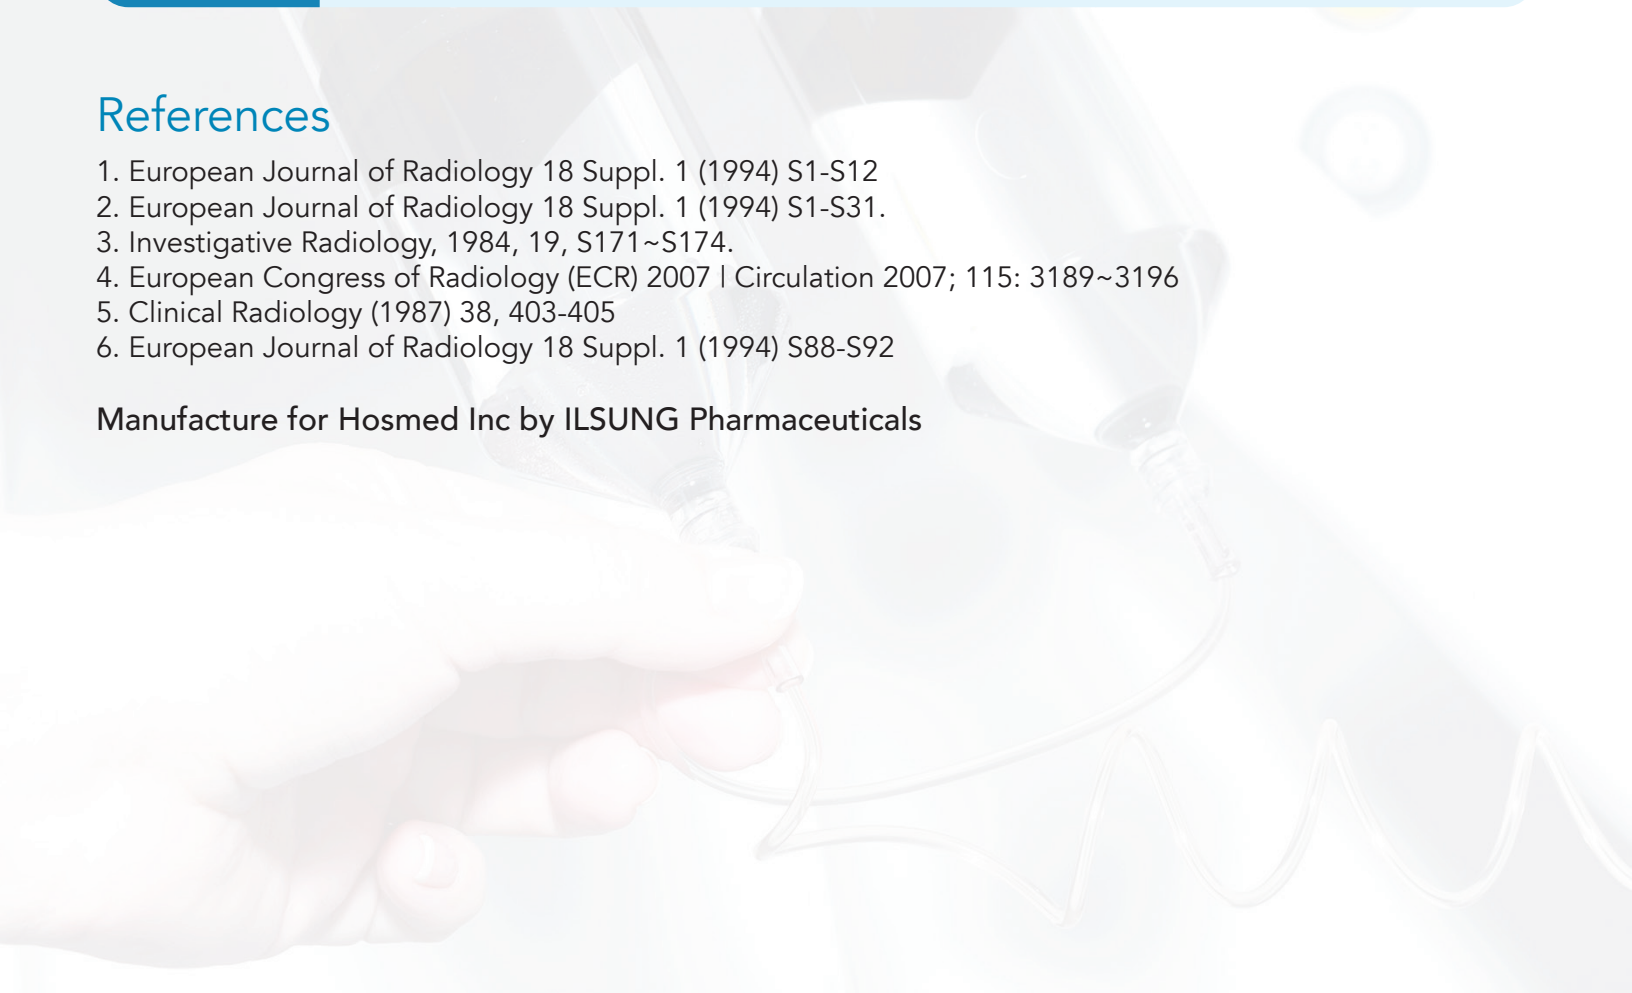 References
1. European Journal of Radiology 18 Suppl. 1 (1994) S1-S12
2. European Journal of Radiology 18 Suppl. 1 (1994) S1-S31.
3. Investigative Radiology, 1984, 19, S171~S174.
4. European Congress of Radiology (ECR) 2007 | Circulation 2007; 115: 3189~3196
5. Clinical Radiology (1987) 38, 403-405
6. European Journal of Radiology 18 Suppl. 1 (1994) S88-S92
Manufacture for Hosmed Inc by ILSUNG Pharmaceuticals